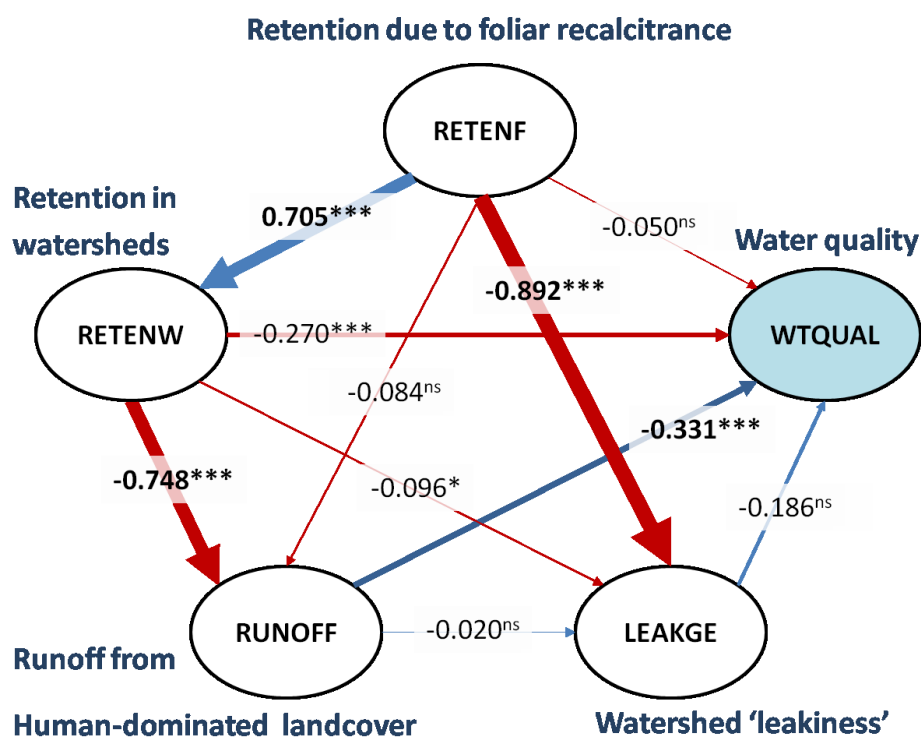 Retention due to foliar recalcitrance
RETENF
Retention in
watersheds
0.705***
-0.050ns
Water quality
-0.892***
RETENW
-0.270***
WTQUAL
-0.084ns
-0.331***
-0.748***
-0.096*
-0.186ns
RUNOFF
-0.020ns
LEAKGE
Runoff from
Human-dominated landcover
Watershed ‘leakiness’